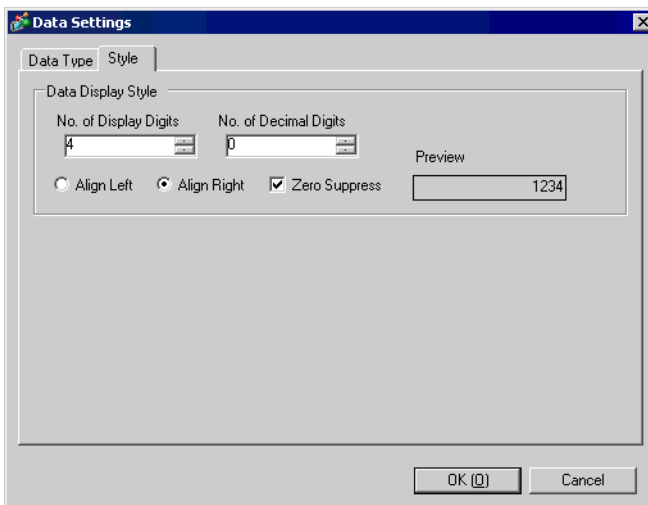 Data Settings
Data Type Style
Data Display Style
No. of Display Digits No. of Decimal Digits
4 0
Preview
Align Left Align Right Zero Suppress 1234
OK (O) Cancel